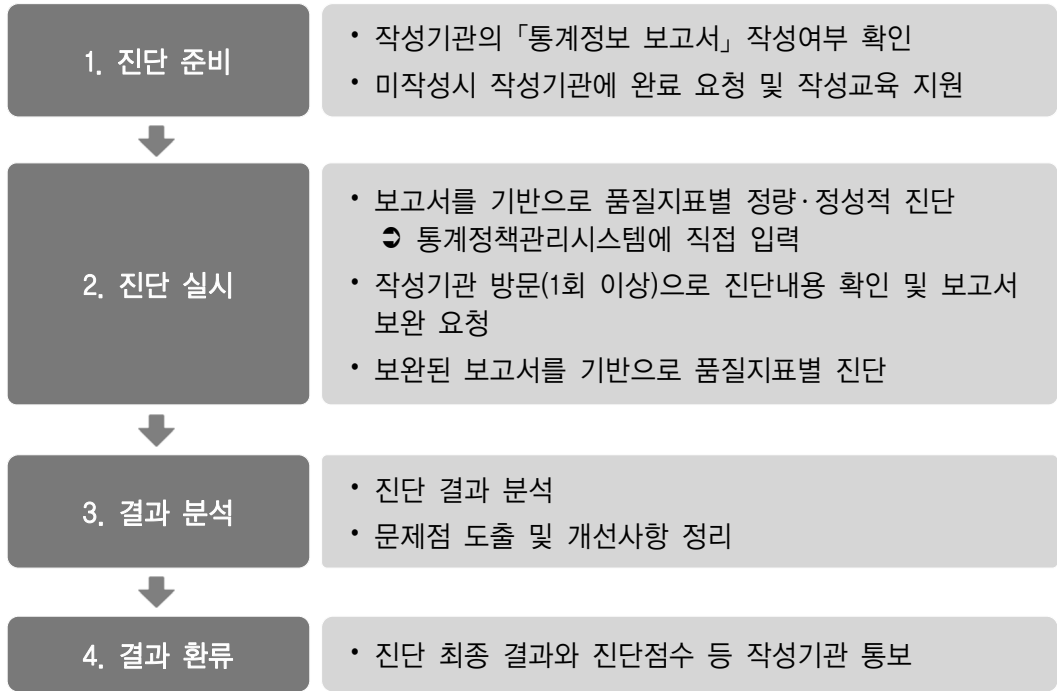 1. 진단 준비
• 작성기관의「통계정보 보고서」작성여부 확인
• 미작성시 작성기관에 완료 요청 및 작성교육 지원
2. 진단 실시
• 보고서를 기반으로 품질지표별 정량·정성적 진단
➲ 통계정책관리시스템에 직접 입력
• 작성기관 방문(1회 이상)으로 진단내용 확인 및 보고서
보완 요청
• 보완된 보고서를 기반으로 품질지표별 진단
3. 결과 분석
• 진단 결과 분석
• 문제점 도출 및 개선사항 정리
4. 결과 환류
• 진단 최종 결과와 진단점수 등 작성기관 통보